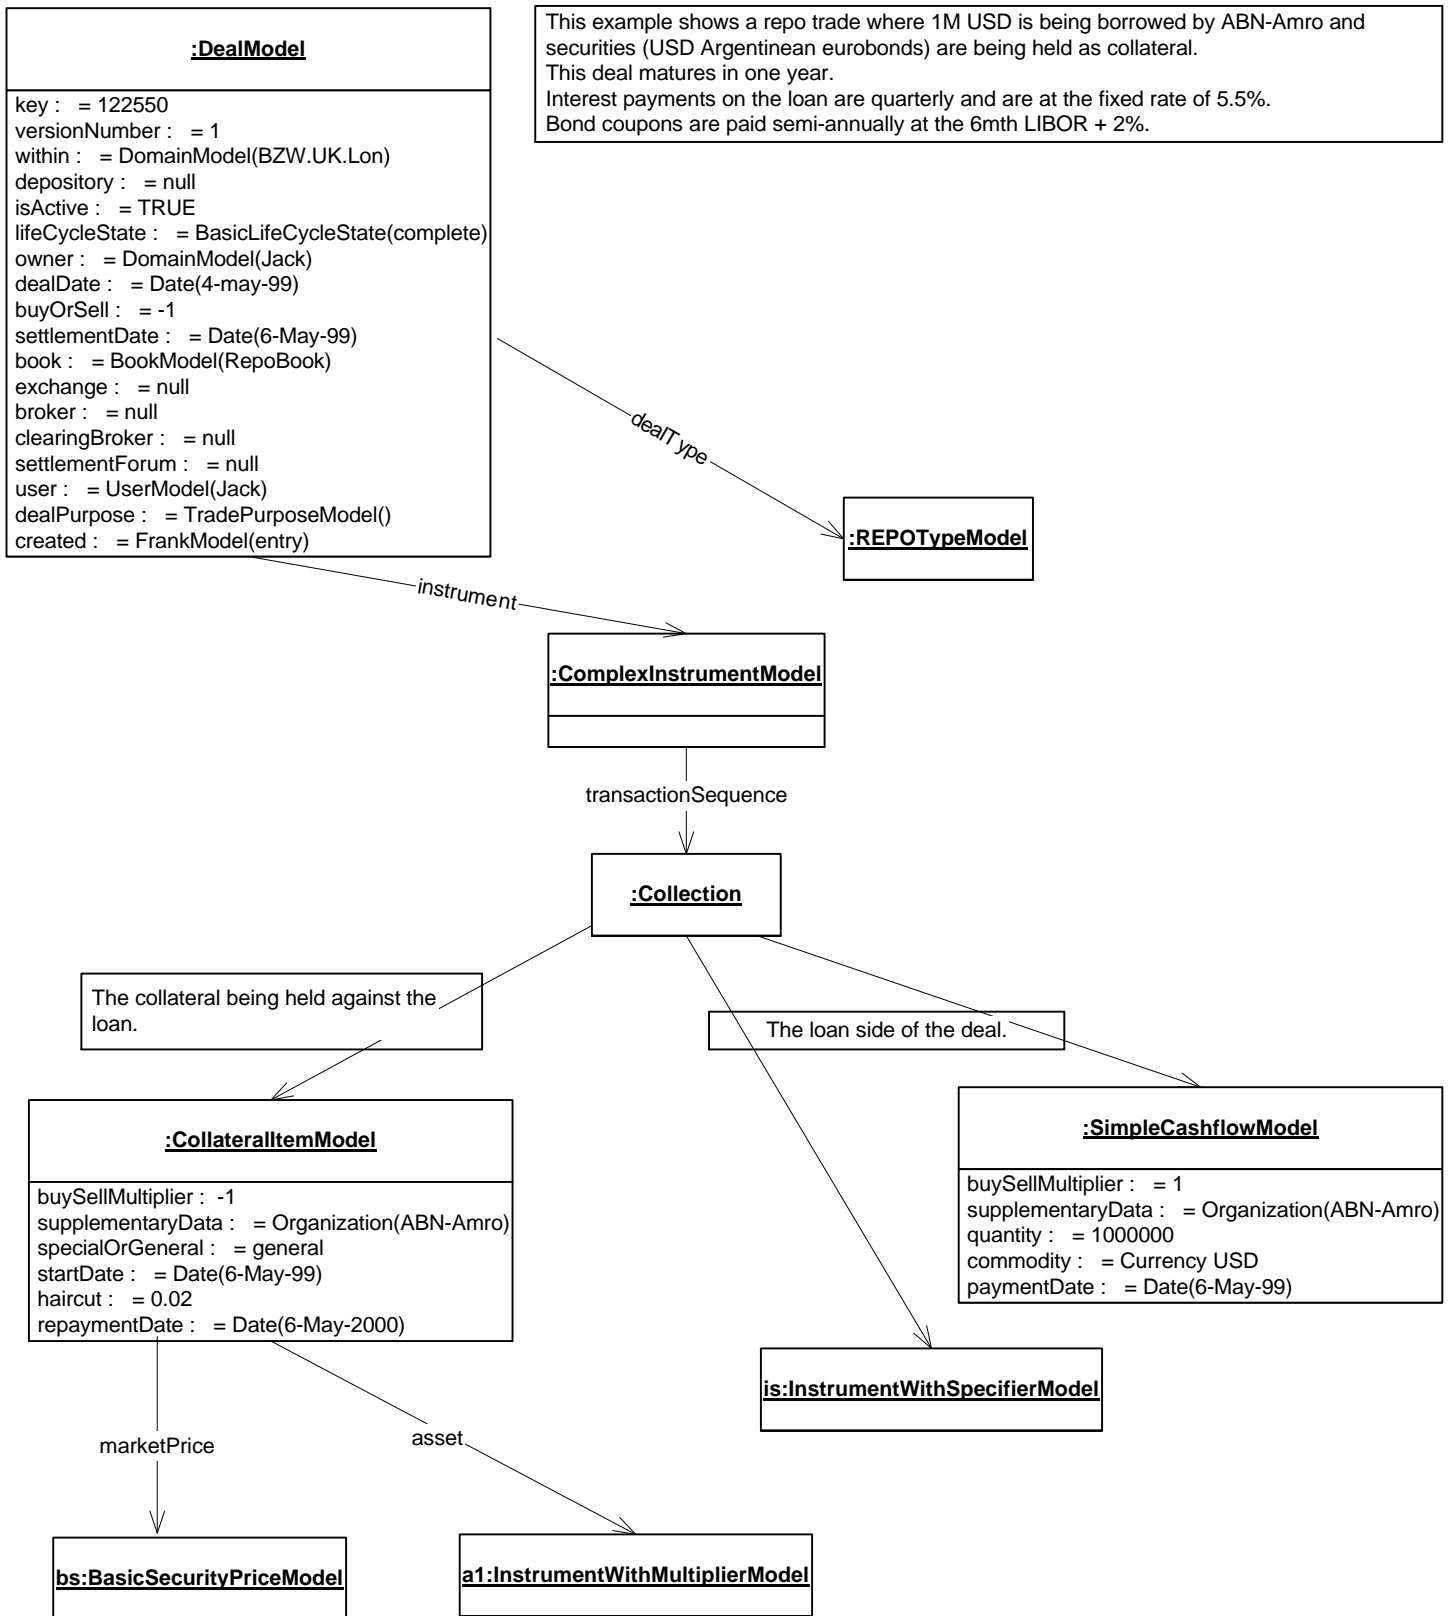 :DealModel
key :   = 122550
versionNumber :   = 1
within :   = DomainModel(BZW.UK.Lon)
depository :   = null
isActive :   = TRUE
lifeCycleState :   = BasicLifeCycleState(complete)
owner :   = DomainModel(Jack)
dealDate :   = Date(4-may-99)
buyOrSell :   = -1
settlementDate :   = Date(6-May-99)
book :   = BookModel(RepoBook)
exchange :   = null
broker :   = null
clearingBroker :   = null
settlementForum :   = null
user :   = UserModel(Jack)
dealPurpose :   = TradePurposeModel()
created :   = FrankModel(entry)
This example shows a repo trade where 1M USD is being borrowed by ABN-Amro and
securities (USD Argentinean eurobonds) are being held as collateral.
This deal matures in one year.
Interest payments on the loan are quarterly and are at the fixed rate of 5.5%.
Bond coupons are paid semi-annually at the 6mth LIBOR + 2%.
dealType
:REPOTypeModel
instrument
:ComplexInstrumentModel
transactionSequence
:Collection
The collateral being held against the
loan.
The loan side of the deal.
:CollateralItemModel
buySellMultiplier :  -1
supplementaryData :   = Organization(ABN-Amro)
specialOrGeneral :   = general
startDate :   = Date(6-May-99)
haircut :   = 0.02
repaymentDate :   = Date(6-May-2000)
:SimpleCashflowModel
buySellMultiplier :   = 1
supplementaryData :   = Organization(ABN-Amro)
quantity :   = 1000000
commodity :   = Currency USD
paymentDate :   = Date(6-May-99)
is:InstrumentWithSpecifierModel
marketPrice
asset
bs:BasicSecurityPriceModel
a1:InstrumentWithMultiplierModel